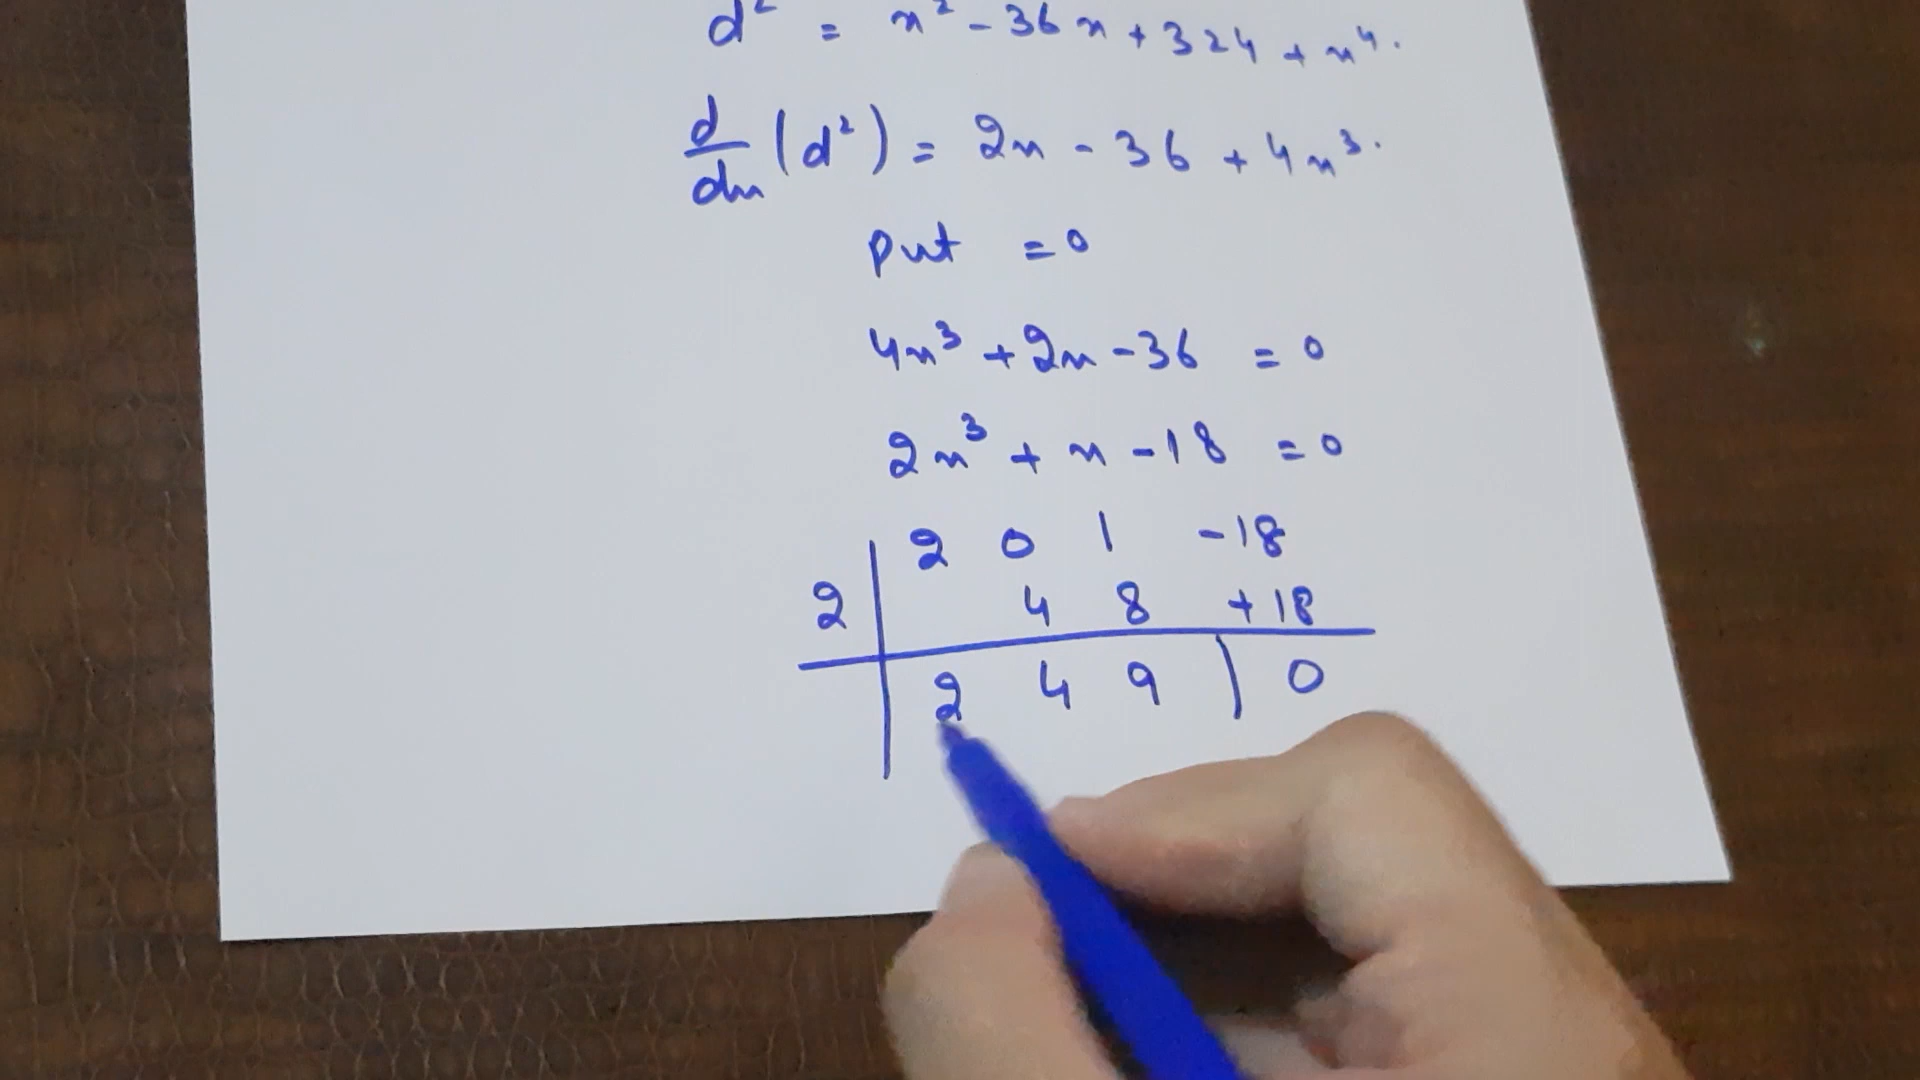 d² = x² - 36x + 324 + x⁴.
d/dx (d²) = 2x - 36 + 4x³.
put = 0
4x³ + 2x - 36 = 0
2x³ + x - 18 = 0
2 0 1 -18
2 4 8 +18
2 4 9 ) 0